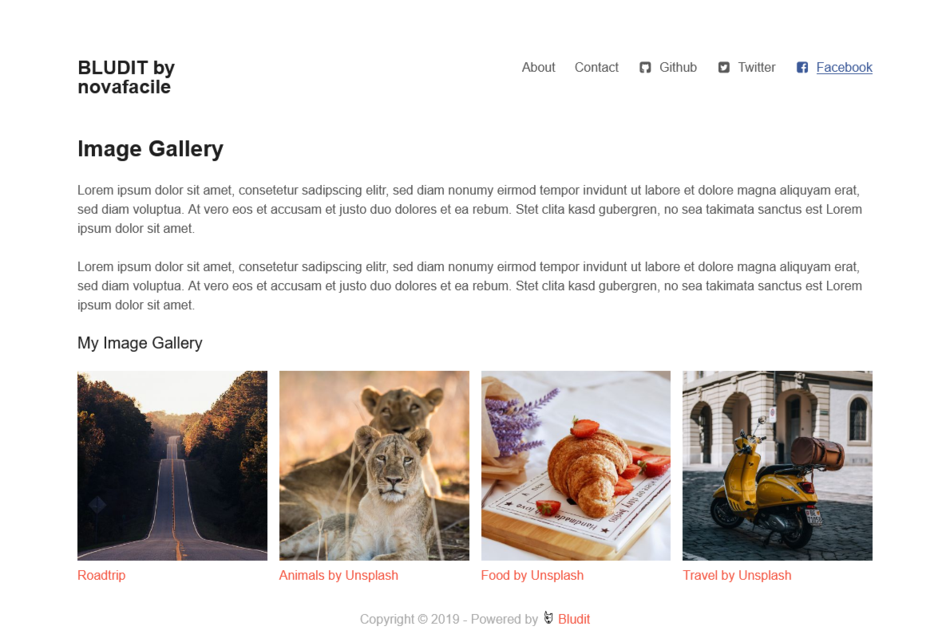 BLUDIT by
novafacile
About Contact Github Twitter Facebook
Image Gallery
Lorem ipsum dolor sit amet, consetetur sadipscing elitr, sed diam nonumy eirmod tempor invidunt ut labore et dolore magna aliquyam erat,
sed diam voluptua. At vero eos et accusam et justo duo dolores et ea rebum. Stet clita kasd gubergren, no sea takimata sanctus est Lorem
ipsum dolor sit amet.
Lorem ipsum dolor sit amet, consetetur sadipscing elitr, sed diam nonumy eirmod tempor invidunt ut labore et dolore magna aliquyam erat,
sed diam voluptua. At vero eos et accusam et justo duo dolores et ea rebum. Stet clita kasd gubergren, no sea takimata sanctus est Lorem
ipsum dolor sit amet.
My Image Gallery
Handmade
love
Roadtrip
Animals by Unsplash
Food by Unsplash
Travel by Unsplash
Copyright © 2019 - Powered by Bludit